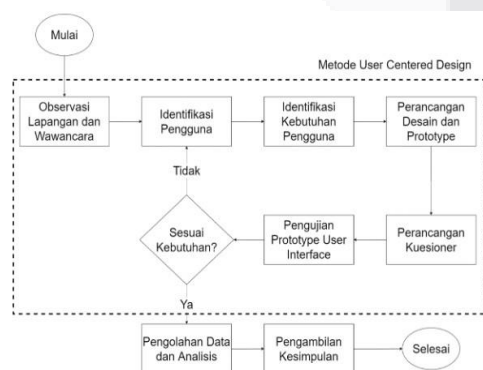 Mulai
Metode User Centered Design
Observasi
Lapangan dan
Wawancara
Identifikasi
Pengguna
Identifikasi
Kebutuhan
Pengguna
Perancangan
Desain dan
Prototype
Tidak
Sesuai
Kebutuhan?
Pengujian
Prototype User
Interface
Perancangan
Kuesioner
Ya
Pengolahan Data
dan Analisis
Pengambilan
Kesimpulan
Selesai